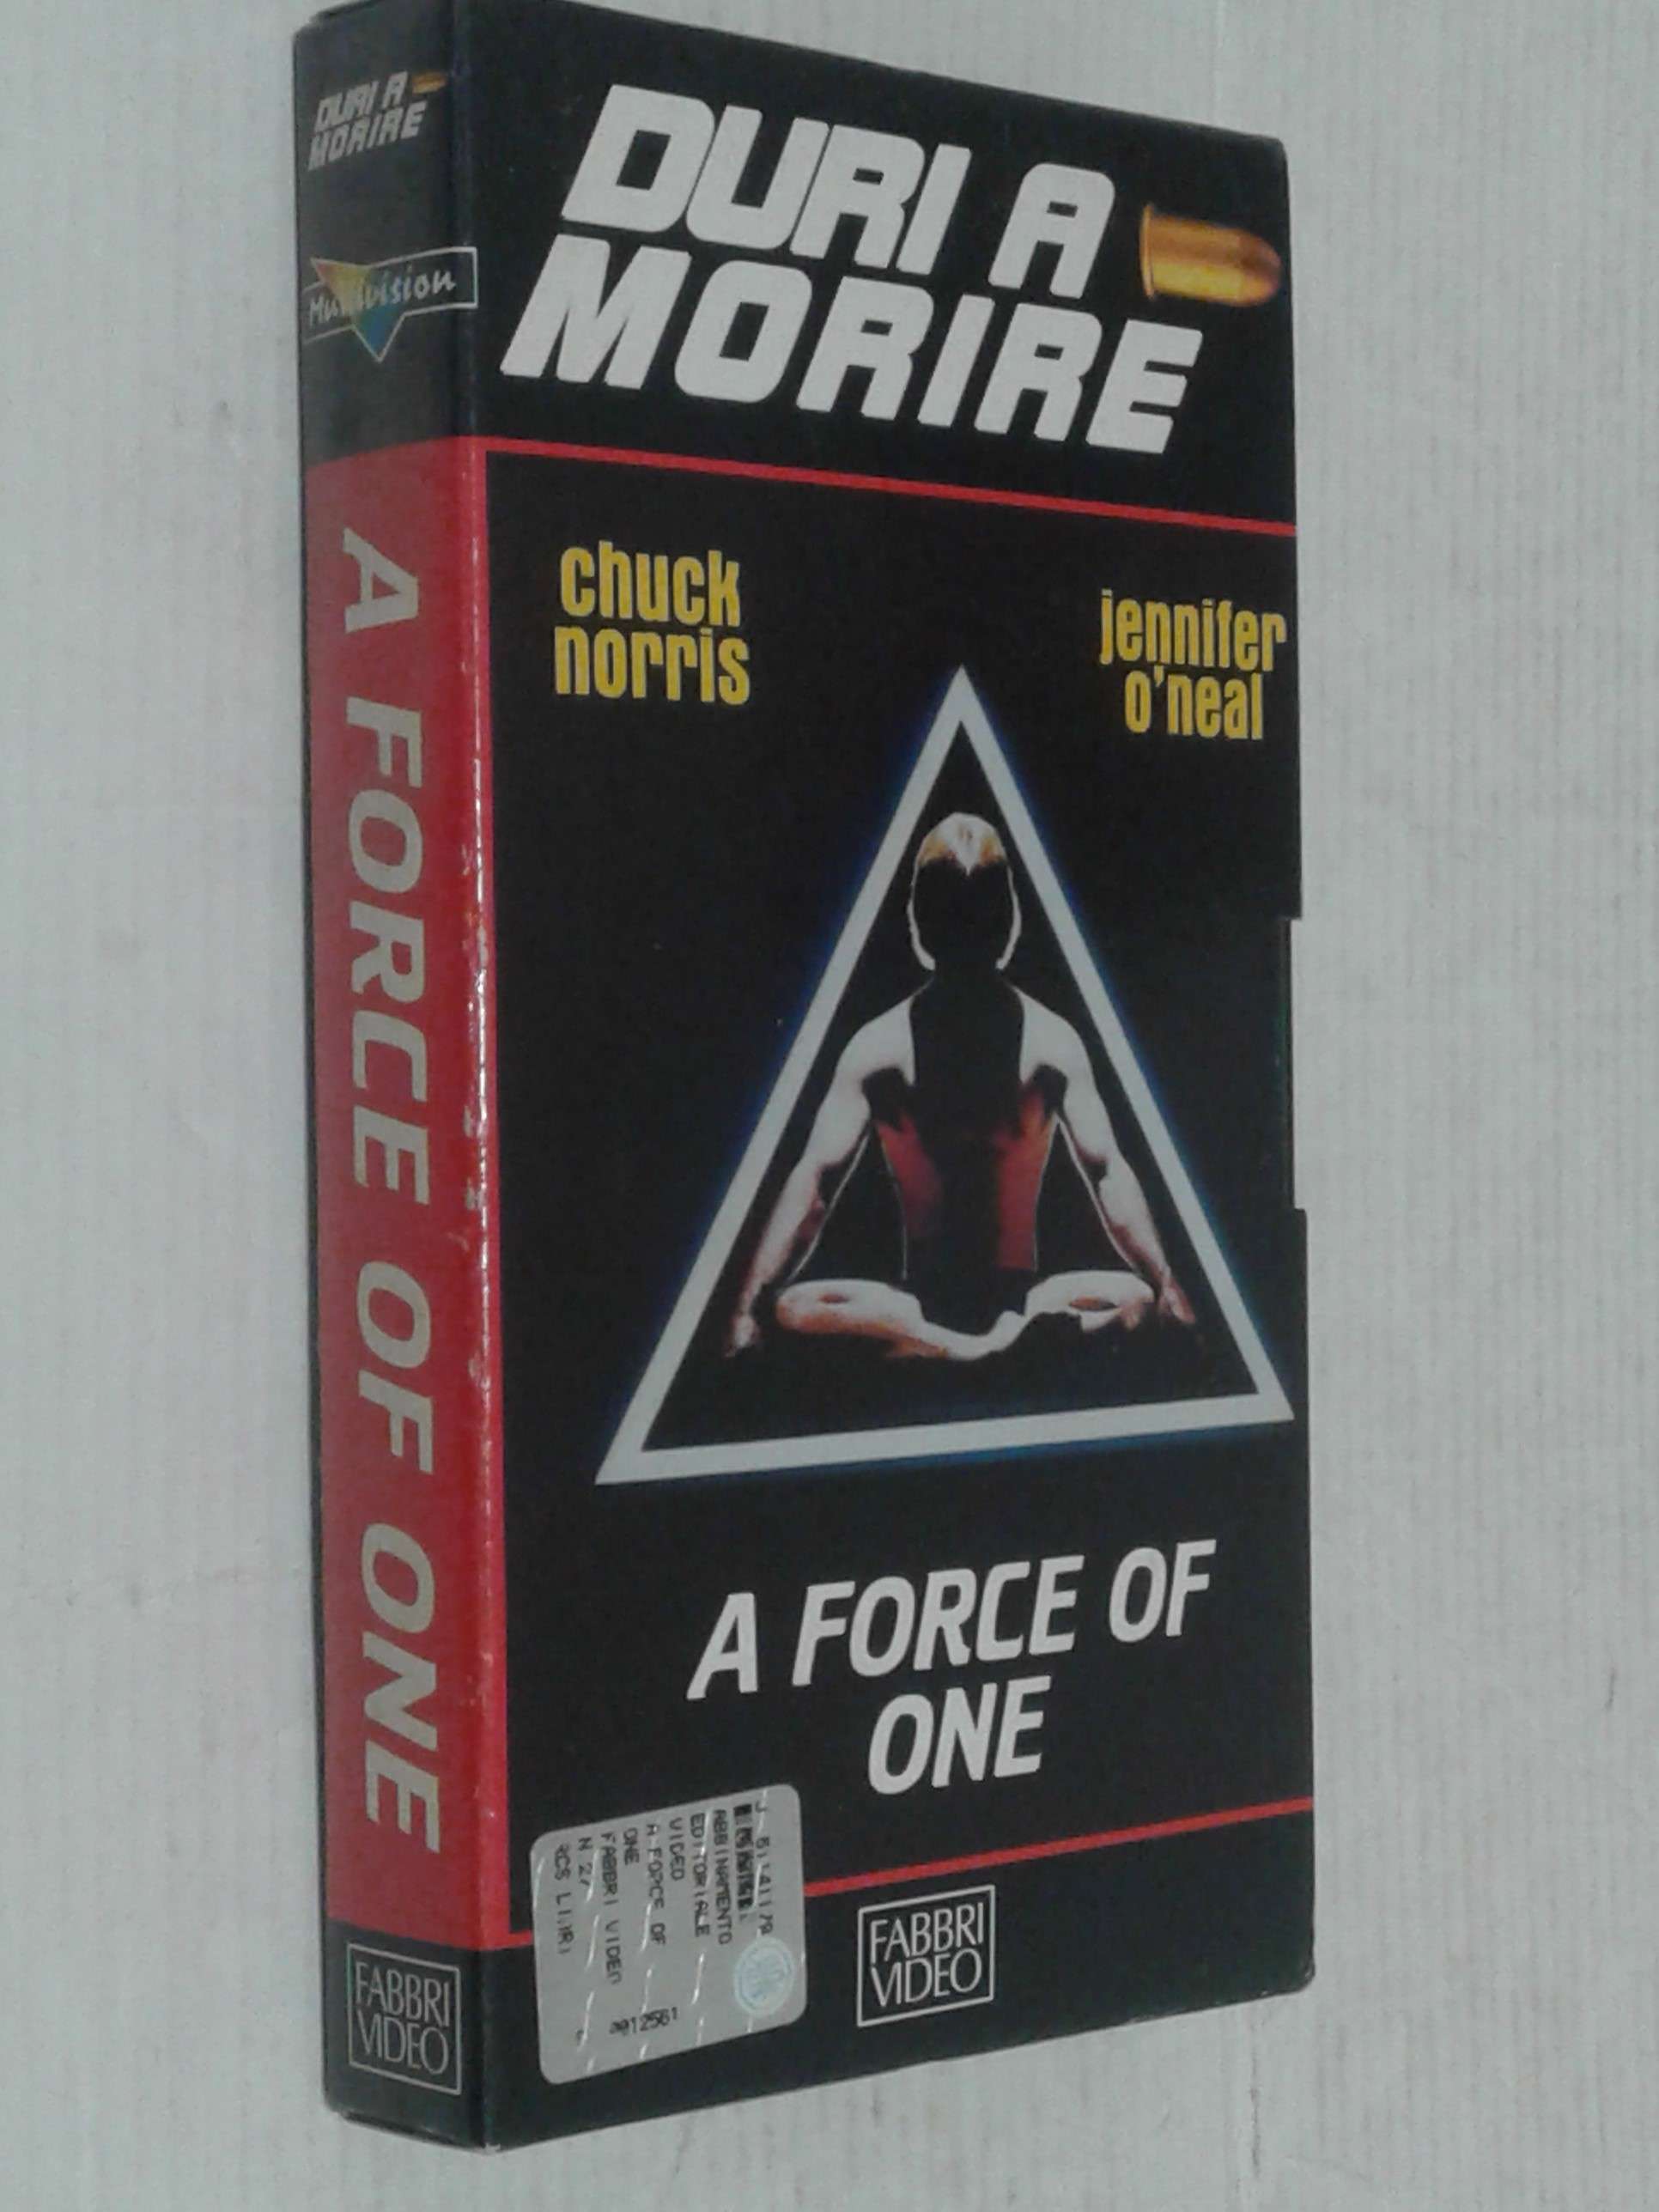 DURI A
MORIRE
Multivision
A FORCE OF ONE
FABBRI
VIDEO
DURI A
MORIRE
chuck
norris
jennifer
o'neal
A FORCE OF
ONE
ABBINAMENTO
EDITORIALE
VIDEO
A FORCE OF
ONE
FABBRI VIDEO
FABBRI
VIDEO